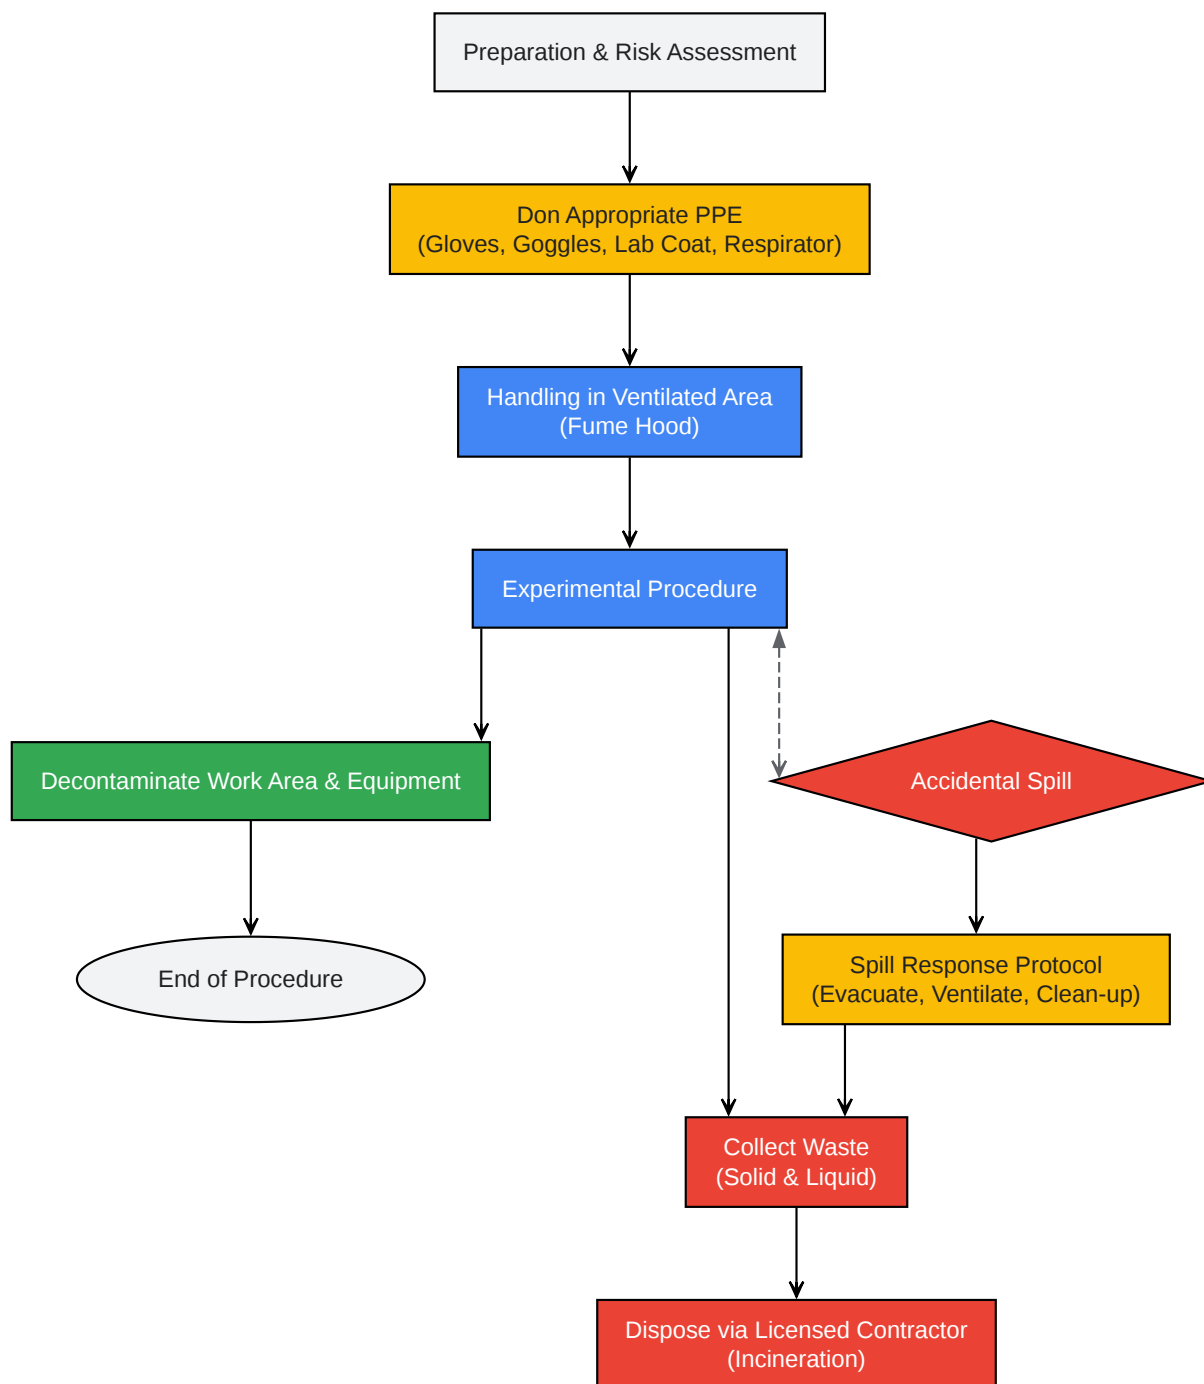 Preparation & Risk Assessment
Don Appropriate PPE
(Gloves, Goggles, Lab Coat, Respirator)
Handling in Ventilated Area
(Fume Hood)
Experimental Procedure
Decontaminate Work Area & Equipment
Accidental Spill
End of Procedure
Spill Response Protocol
(Evacuate, Ventilate, Clean-up)
Collect Waste
(Solid & Liquid)
Dispose via Licensed Contractor
(Incineration)